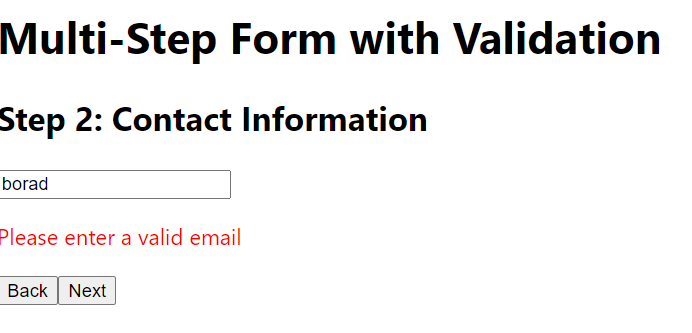 Multi-Step Form with Validation
Step 2: Contact Information
borad
Please enter a valid email
Back Next